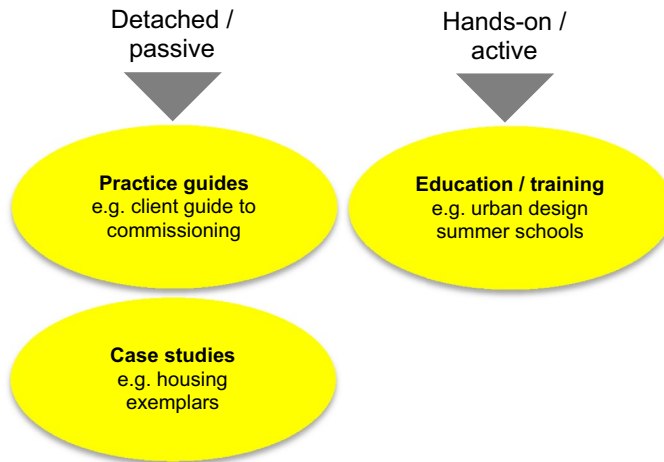 Detached /
passive
Hands-on /
active
Practice guides
e.g. client guide to
commissioning
Education / training
e.g. urban design
summer schools
Case studies
e.g. housing
exemplars